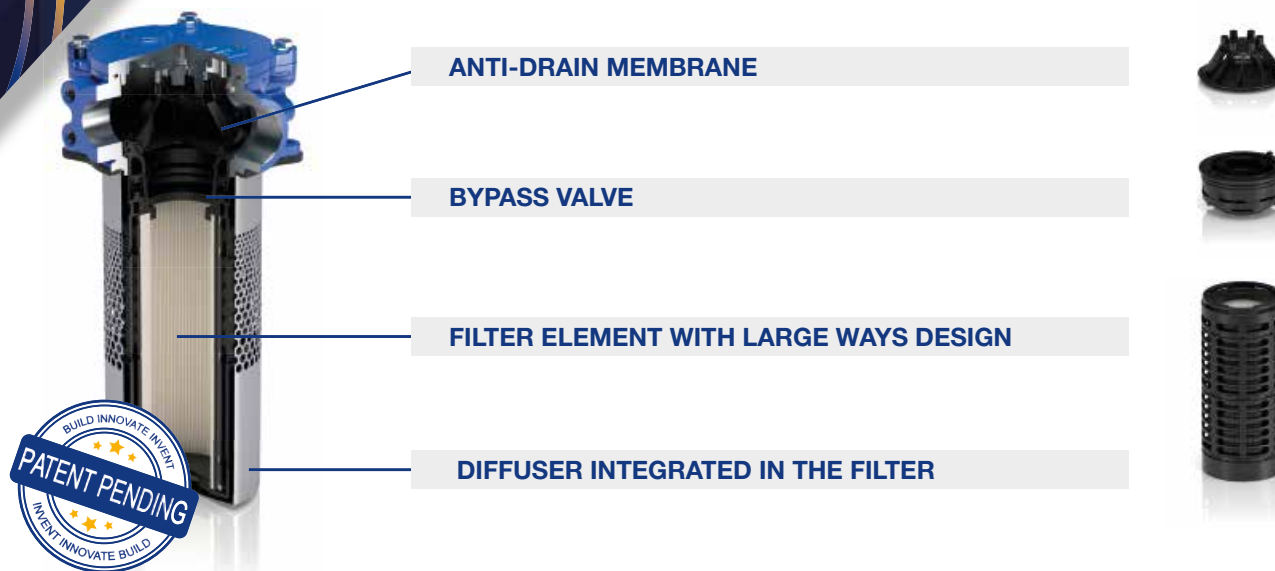 ANTI-DRAIN MEMBRANE
BYPASS VALVE
FILTER ELEMENT WITH LARGE WAYS DESIGN
DIFFUSER INTEGRATED IN THE FILTER
BUILD INNOVATE INVENT
PATENT PENDING
INVENT INNOVATE BUILD